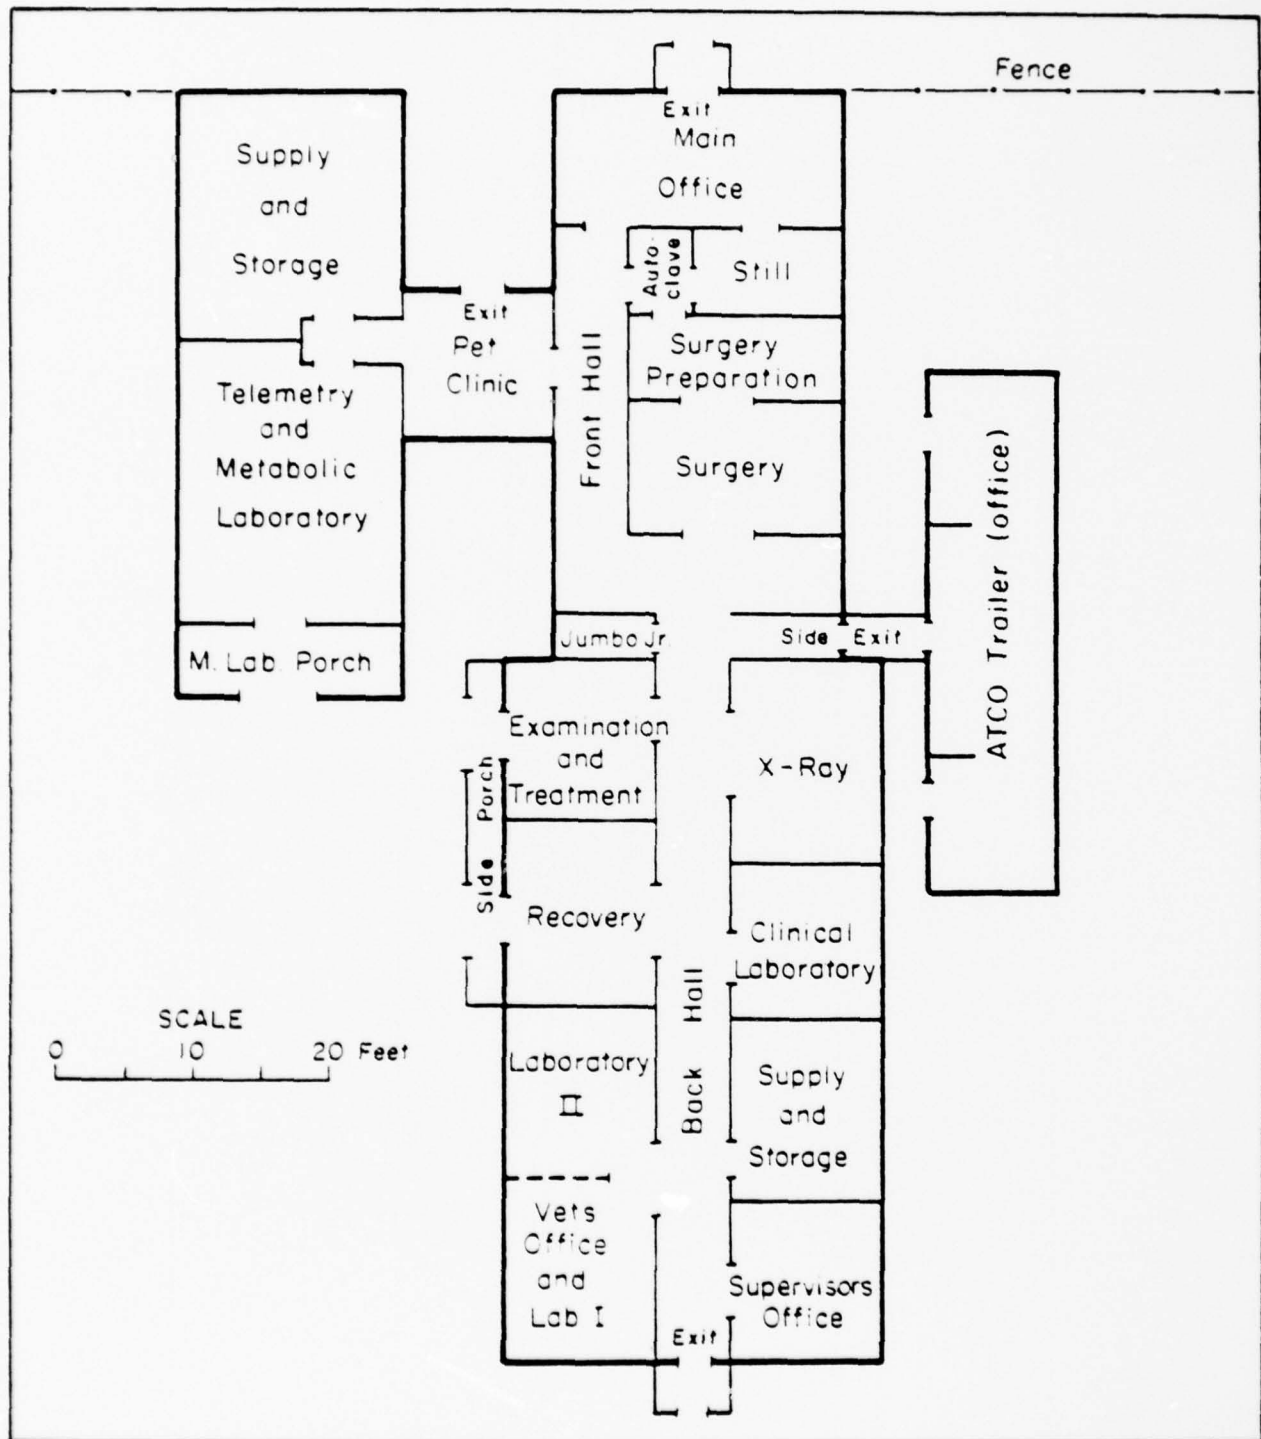 Fence
Exit
Main
Office
Supply
and
Storage
Auto-
clave
Still
Exit
Pet
Clinic
Front Hall
Surgery
Preparation
Telemetry
and
Metabolic
Laboratory
Surgery
ATCO Trailer (office)
M. Lab. Porch
Jumbo Jr.
Side Exit
Examination
and
Treatment
Side Porch
X-Ray
Recovery
Clinical
Laboratory
Back Hall
SCALE
0 10 20 Feet
Laboratory
II
Supply
and
Storage
Vets
Office
and
Lab I
Supervisors
Office
Exit